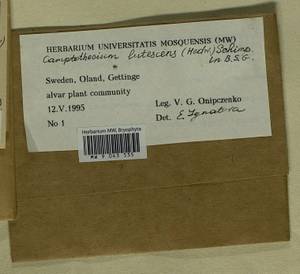 HERBARIUM UNIVERSITATIS MOSQUENSIS (MW)
Camptothecium lutescens (Hedw.) Schimp.
in B.S.G.
*
Sweden, Oland, Gettinge
alvar plant community
12.V.1995
Leg. V. G. Onipczenko
No 1
Det. E. Ignatova
Herbarium MW, Bryophyta
MW 9 043 535